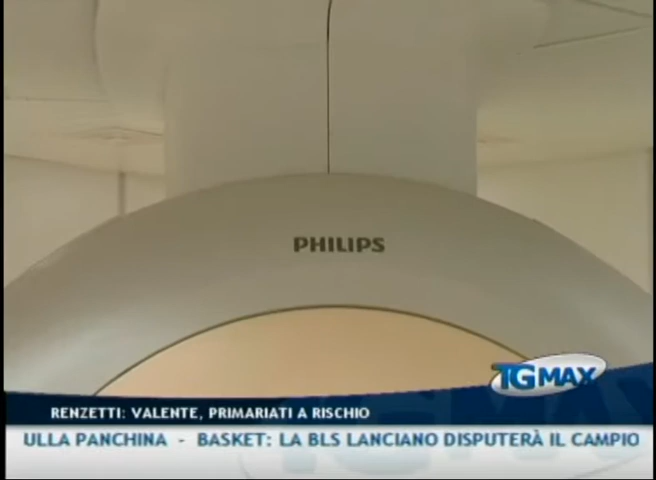 PHILIPS
TGMAX
RENZETTI: VALENTE, PRIMARIATI A RISCHIO
ULLA PANCHINA - BASKET: LA BLS LANCIANO DISPUTERÀ IL CAMPIO